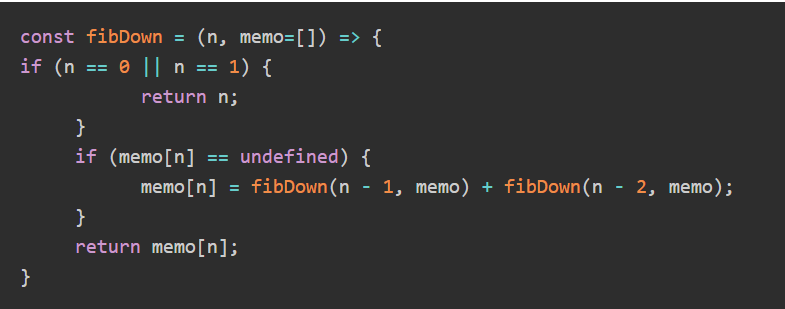 const fibDown = (n, memo=[]) => {
if (n == 0 || n == 1) {
return n;
}
if (memo[n] == undefined) {
memo[n] = fibDown(n - 1, memo) + fibDown(n - 2, memo);
}
return memo[n];
}